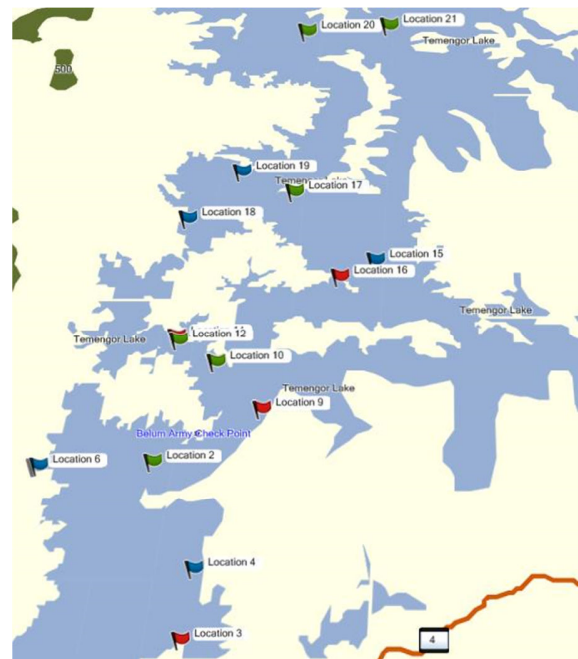 Location 21
Location 20
Temengor Lake
500
Location 19
Temengor Lake
Location 17
Location 18
Location 15
Location 16
Temengor Lake
Location 12
Temengor Lake
Location 10
Temengor Lake
Location 9
Belum Army Check Point
Location 2
Location 6
Location 4
Location 3
4